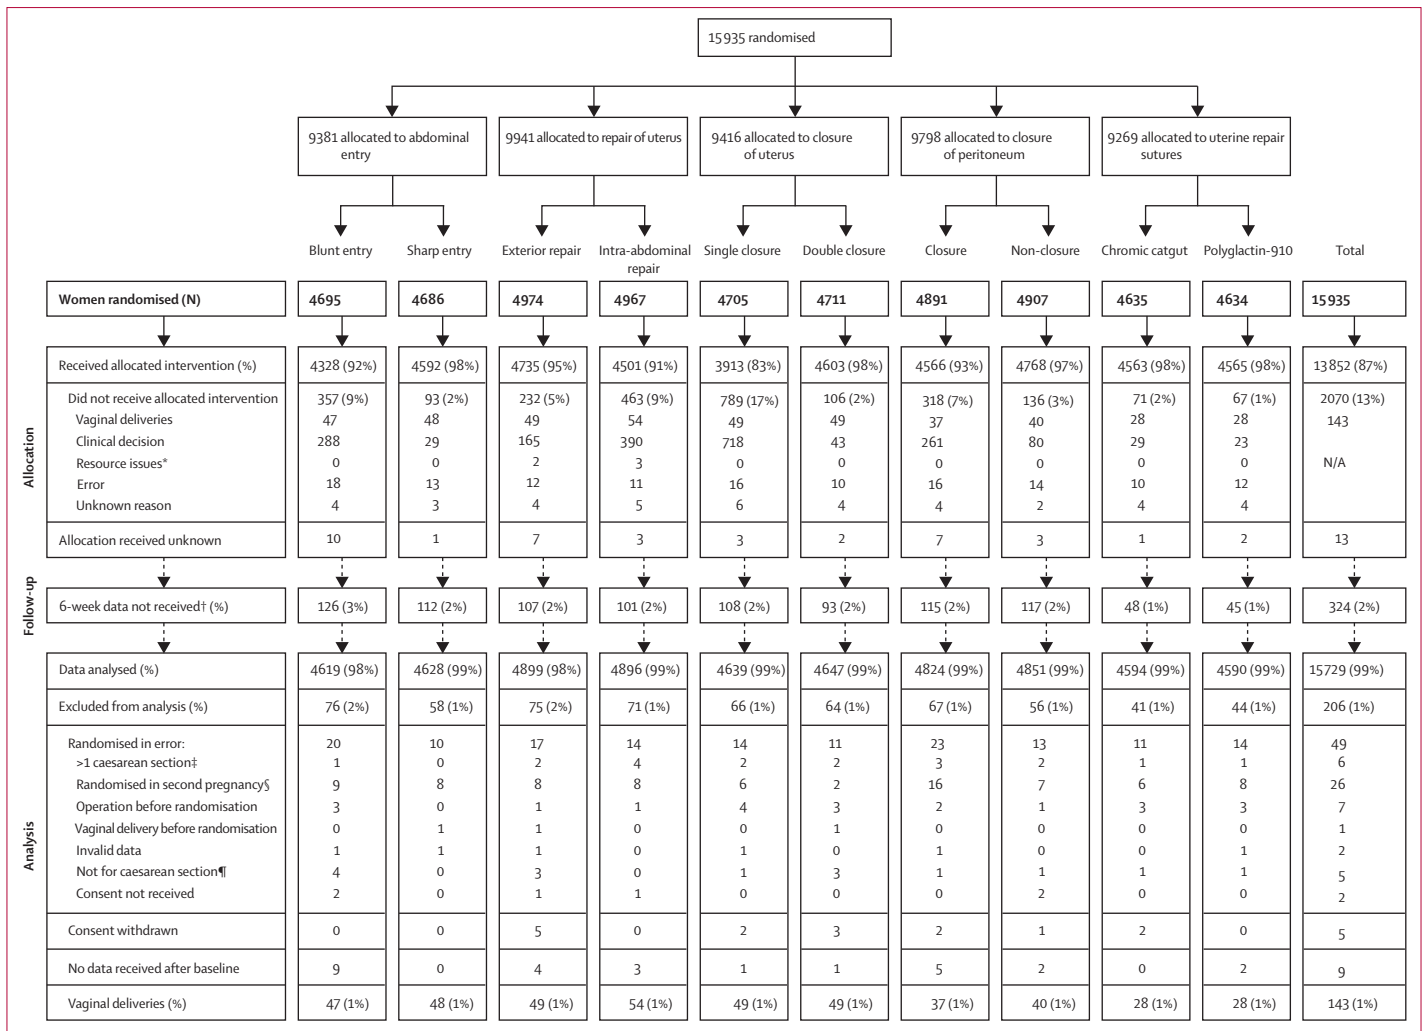 15 935 randomised
9381 allocated to abdominal
entry
9941 allocated to repair of uterus
9416 allocated to closure
of uterus
9798 allocated to closure
of peritoneum
9269 allocated to uterine repair
sutures
Blunt entry Sharp entry Exterior repair Intra-abdominal
repair Single closure Double closure Closure Non-closure Chromic catgut Polyglactin-910 Total
Women randomised (N) 4695 4686 4974 4967 4705 4711 4891 4907 4635 4634 15 935
Allocation
Received allocated intervention (%) 4328 (92%) 4592 (98%) 4735 (95%) 4501 (91%) 3913 (83%) 4603 (98%) 4566 (93%) 4768 (97%) 4563 (98%) 4565 (98%) 13 852 (87%)
Did not receive allocated intervention 357 (9%) 93 (2%) 232 (5%) 463 (9%) 789 (17%) 106 (2%) 318 (7%) 136 (3%) 71 (2%) 67 (1%) 2070 (13%)
Vaginal deliveries 47 48 49 54 49 49 37 40 28 28 143
Clinical decision 288 29 165 390 718 43 261 80 29 23
Resource issues* 0 0 2 3 0 0 0 0 0 0 N/A
Error 18 13 12 11 16 10 16 14 10 12
Unknown reason 4 3 4 5 6 4 4 2 4 4
Allocation received unknown 10 1 7 3 3 2 7 3 1 2 13
Follow-up
6-week data not received† (%) 126 (3%) 112 (2%) 107 (2%) 101 (2%) 108 (2%) 93 (2%) 115 (2%) 117 (2%) 48 (1%) 45 (1%) 324 (2%)
Analysis
Data analysed (%) 4619 (98%) 4628 (99%) 4899 (98%) 4896 (99%) 4639 (99%) 4647 (99%) 4824 (99%) 4851 (99%) 4594 (99%) 4590 (99%) 15 729 (99%)
Excluded from analysis (%) 76 (2%) 58 (1%) 75 (2%) 71 (1%) 66 (1%) 64 (1%) 67 (1%) 56 (1%) 41 (1%) 44 (1%) 206 (1%)
Randomised in error: 20 10 17 14 14 11 23 13 11 14 49
>1 caesarean section‡ 1 0 2 4 2 2 3 2 1 1 6
Randomised in second pregnancy§ 9 8 8 8 6 2 16 7 6 8 26
Operation before randomisation 3 0 1 1 4 3 2 1 3 3 7
Vaginal delivery before randomisation 0 1 1 0 0 1 0 0 0 0 1
Invalid data 1 1 1 0 1 0 1 0 0 1 2
Not for caesarean section¶ 4 0 3 0 1 3 1 1 1 1 5
Consent not received 2 0 1 1 0 0 0 2 0 0 2
Consent withdrawn 0 0 5 0 2 3 2 1 2 0 5
No data received after baseline 9 0 4 3 1 1 5 2 0 2 9
Vaginal deliveries (%) 47 (1%) 48 (1%) 49 (1%) 54 (1%) 49 (1%) 49 (1%) 37 (1%) 40 (1%) 28 (1%) 28 (1%) 143 (1%)